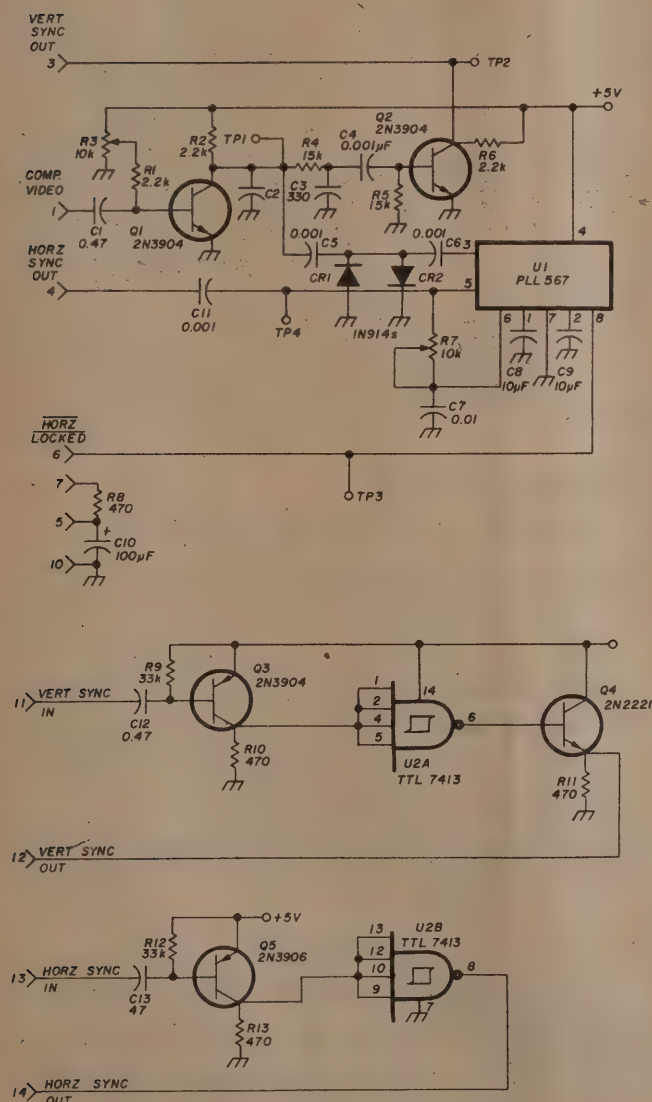 VERT
SYNC
OUT
3
TP2
+5V
R3
10k
R1
2.2k
R2
2.2k
TP1
R4
15k
C4
0.001µF
Q2
2N3904
R6
2.2k
C2
C3
330
R5
15k
COMP.
VIDEO
1
C1
0.47
Q1
2N3904
0.001
C5
0.001
C6
3
4
U1
PLL 567
5
6
1
7
2
8
HORZ
SYNC
OUT
4
C11
0.001
TP4
CR1
CR2
1N914s
R7
10k
C8
10µF
C9
10µF
C7
0.01
HORZ
LOCKED
6
TP3
7
R8
470
5
+
C10
100µF
10
R9
33k
Q3
2N3904
1
2
4
5
14
6
Q4
2N2221
11
VERT SYNC
IN
C12
0.47
R10
470
U2A
TTL 7413
R11
470
12
VERT SYNC
OUT
+5V
R12
33k
Q5
2N3906
13
12
10
9
U2B
TTL 7413
8
7
13
HORZ SYNC
IN
C13
47
R13
470
14
HORZ SYNC
OUT